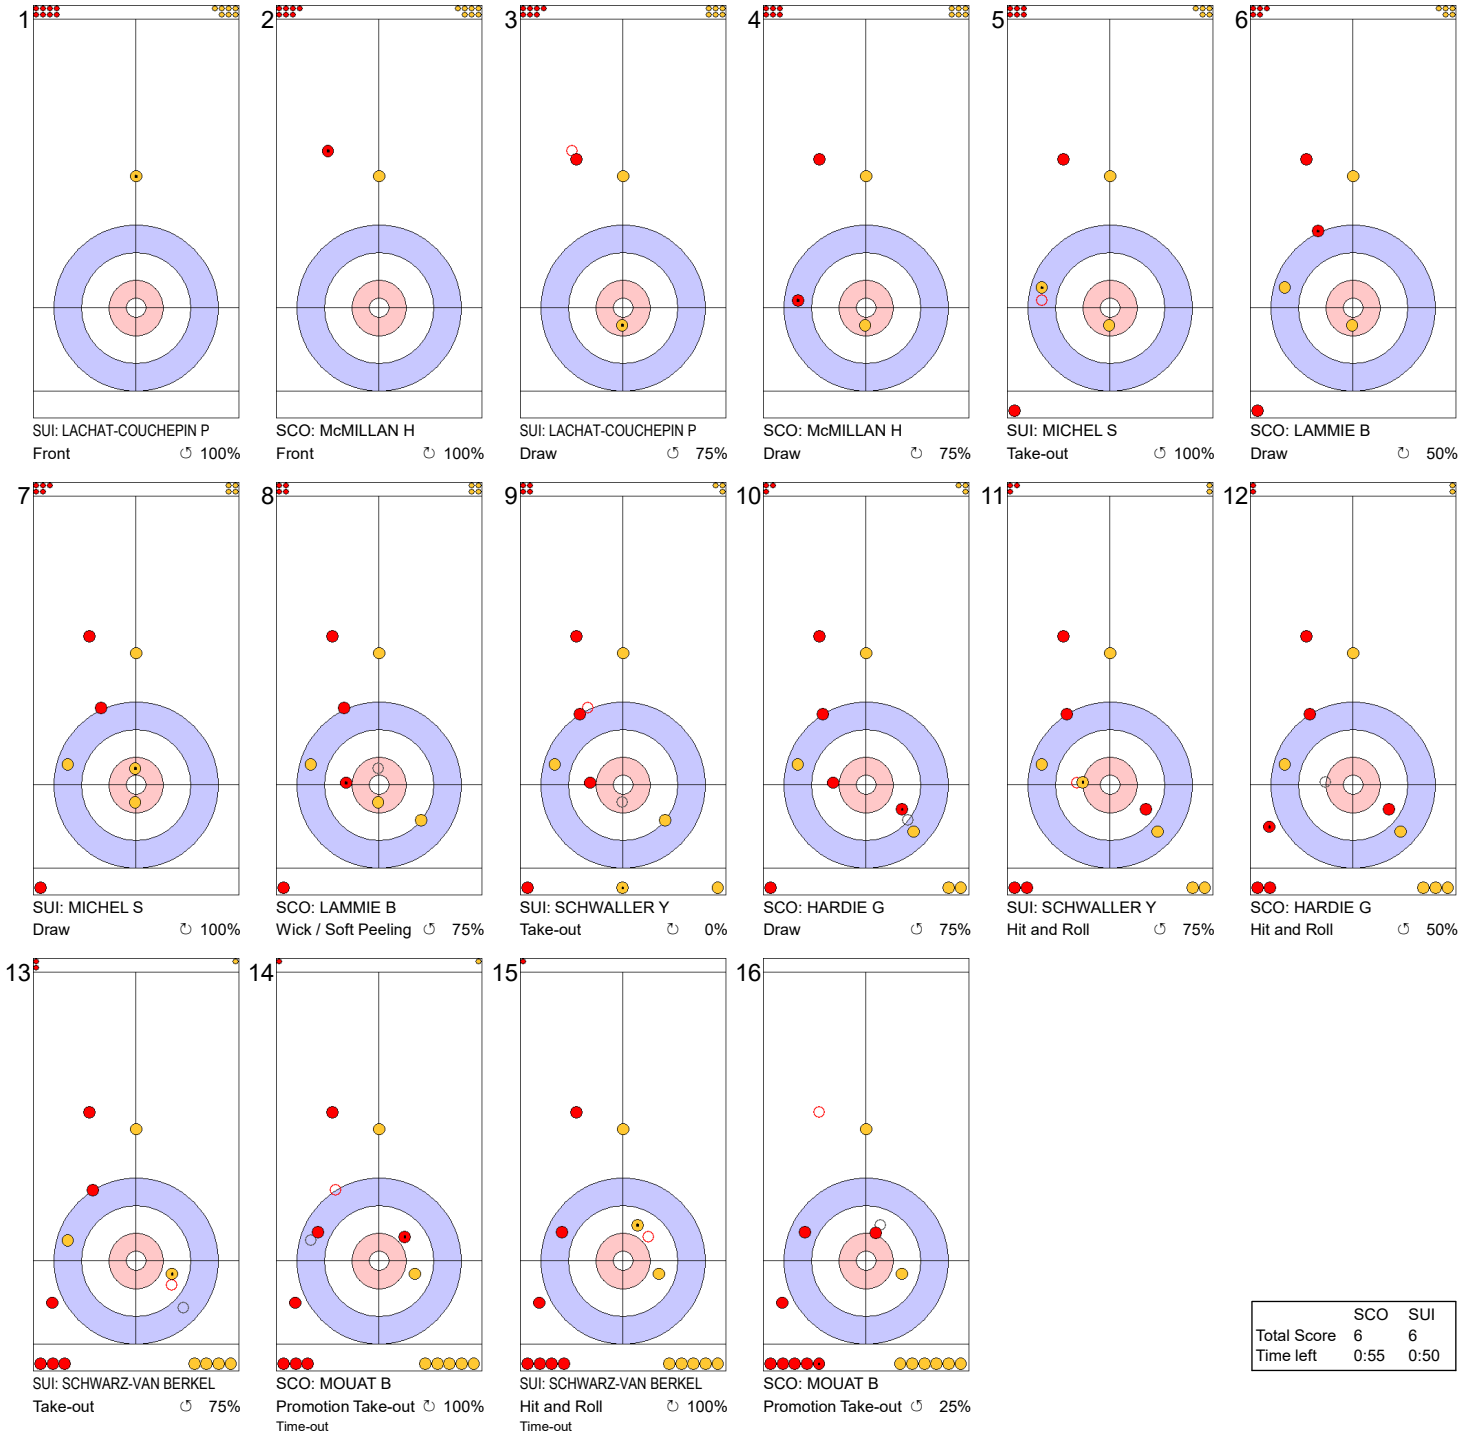 1
SUI: LACHAT-COUCHEPIN P
Front ↻ 100%
2
SCO: McMILLAN H
Front ↻ 100%
3
SUI: LACHAT-COUCHEPIN P
Draw ↺ 75%
4
SCO: McMILLAN H
Draw ↺ 75%
5
SUI: MICHEL S
Take-out ↺ 100%
6
SCO: LAMMIE B
Draw ↺ 50%
7
SUI: MICHEL S
Draw ↻ 100%
8
SCO: LAMMIE B
Wick / Soft Peeling ↺ 75%
9
SUI: SCHWALLER Y
Take-out ↻ 0%
10
SCO: HARDIE G
Draw ↻ 75%
11
SUI: SCHWALLER Y
Hit and Roll ↺ 75%
12
SCO: HARDIE G
Hit and Roll ↺ 50%
13
SUI: SCHWARZ-VAN BERKEL
Take-out ↺ 75%
14
SCO: MOUAT B
Promotion Take-out ↻ 100%
Time-out
15
SUI: SCHWARZ-VAN BERKEL
Hit and Roll ↻ 100%
Time-out
16
SCO: MOUAT B
Promotion Take-out ↺ 25%
SCO SUI
Total Score 6 6
Time left 0:55 0:50